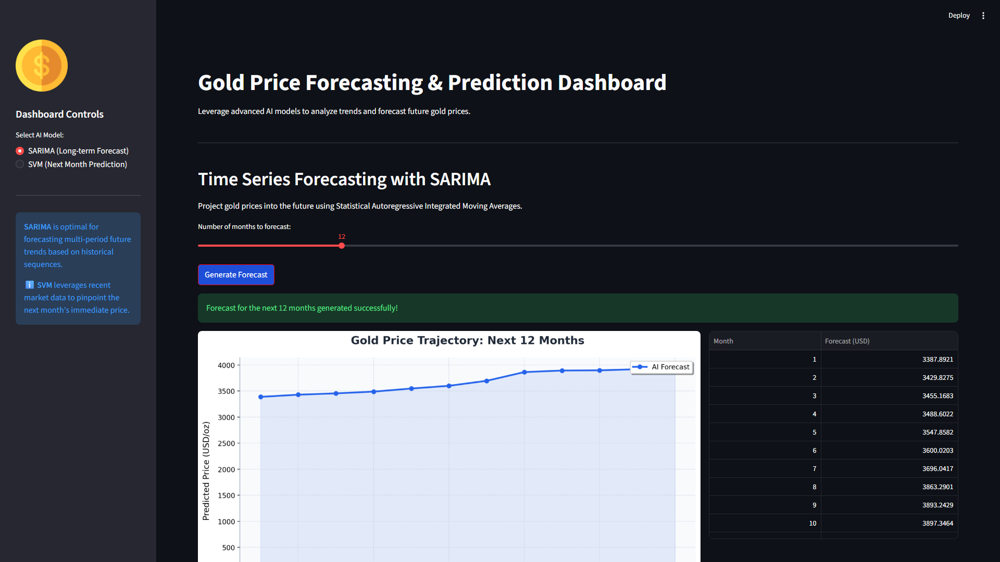 Deploy
$
Dashboard Controls
Select AI Model:
SARIMA (Long-term Forecast)
SVM (Next Month Prediction)
SARIMA is optimal for
forecasting multi-period future
trends based on historical
sequences.
ℹ️ SVM leverages recent
market data to pinpoint the
next month's immediate price.
Gold Price Forecasting & Prediction Dashboard
Leverage advanced AI models to analyze trends and forecast future gold prices.
Time Series Forecasting with SARIMA
Project gold prices into the future using Statistical Autoregressive Integrated Moving Averages.
Number of months to forecast:
12
Generate Forecast
Forecast for the next 12 months generated successfully!
Gold Price Trajectory: Next 12 Months
AI Forecast
Predicted Price (USD/oz)
4000
3500
3000
2500
2000
1500
1000
500
Month Forecast (USD)
1 3387.8921
2 3429.8275
3 3455.1683
4 3488.6022
5 3547.8582
6 3600.0203
7 3696.0417
8 3863.2901
9 3893.2429
10 3897.3464